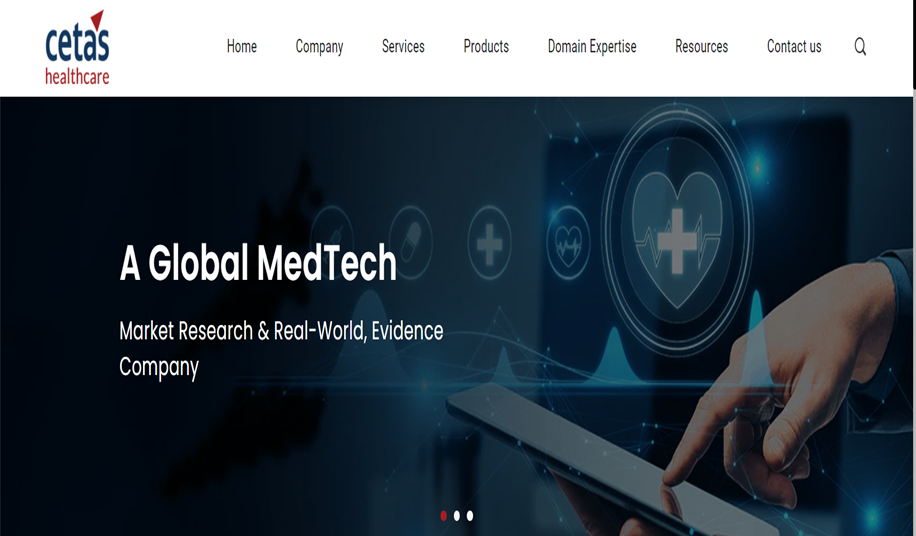 cetas
healthcare
Home Company Services Products Domain Expertise Resources Contact us
A Global MedTech
Market Research & Real-World, Evidence
Company